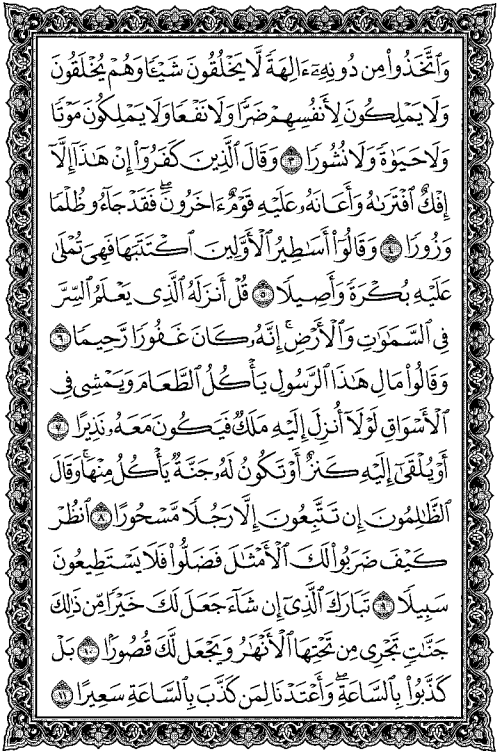 وَٱتَّخَذُوا۟ مِن دُونِهِۦٓ ءَالِهَةً لَّا يَخْلُقُونَ شَيْـًٔا وَهُمْ يُخْلَقُونَ
وَلَا يَمْلِكُونَ لِأَنفُسِهِمْ ضَرًّا وَلَا نَفْعًا وَلَا يَمْلِكُونَ مَوْتًا
وَلَا حَيَوٰةً وَلَا نُشُورًا ٣ وَقَالَ ٱلَّذِينَ كَفَرُوٓا۟ إِنْ هَـٰذَآ إِلَّآ
إِفْكٌ ٱفْتَرَىٰهُ وَأَعَانَهُۥ عَلَيْهِ قَوْمٌ ءَاخَرُونَ ۖ فَقَدْ جَآءُو ظُلْمًا
وَزُورًا ٤ وَقَالُوٓا۟ أَسَـٰطِيرُ ٱلْأَوَّلِينَ ٱكْتَتَبَهَا فَهِىَ تُمْلَىٰ
عَلَيْهِ بُكْرَةً وَأَصِيلًا ٥ قُلْ أَنزَلَهُ ٱلَّذِى يَعْلَمُ ٱلسِّرَّ
فِى ٱلسَّمَـٰوَٰتِ وَٱلْأَرْضِ ۚ إِنَّهُۥ كَانَ غَفُورًا رَّحِيمًا ٦
وَقَالُوا۟ مَالِ هَـٰذَا ٱلرَّسُولِ يَأْكُلُ ٱلطَّعَامَ وَيَمْشِى فِى
ٱلْأَسْوَاقِ ۙ لَوْلَآ أُنزِلَ إِلَيْهِ مَلَكٌ فَيَكُونَ مَعَهُۥ نَذِيرًا ٧
أَوْ يُلْقَىٰٓ إِلَيْهِ كَنزٌ أَوْ تَكُونُ لَهُۥ جَنَّةٌ يَأْكُلُ مِنْهَا ۚ وَقَالَ
ٱلظَّـٰلِمُونَ إِن تَتَّبِعُونَ إِلَّا رَجُلًا مَّسْحُورًا ٨ ٱنظُرْ
كَيْفَ ضَرَبُوا۟ لَكَ ٱلْأَمْثَـٰلَ فَضَلُّوا۟ فَلَا يَسْتَطِيعُونَ
سَبِيلًا ٩ تَبَارَكَ ٱلَّذِىٓ إِن شَآءَ جَعَلَ لَكَ خَيْرًا مِّن ذَٰلِكَ
جَنَّـٰتٍ تَجْرِى مِن تَحْتِهَا ٱلْأَنْهَـٰرُ وَيَجْعَل لَّكَ قُصُورًۢا ١٠ بَلْ
كَذَّبُوا۟ بِٱلسَّاعَةِ ۖ وَأَعْتَدْنَا لِمَن كَذَّبَ بِٱلسَّاعَةِ سَعِيرًا ١١